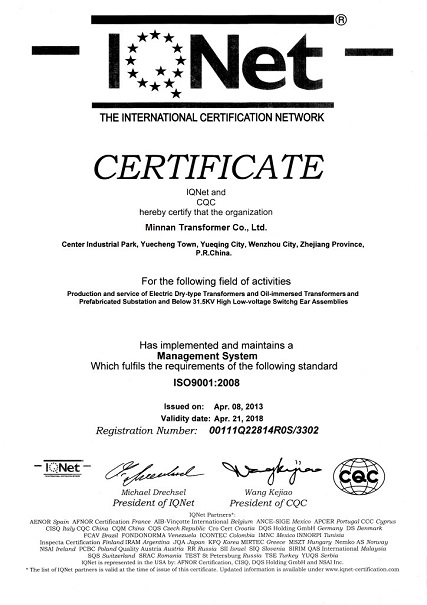 IQNet ®
THE INTERNATIONAL CERTIFICATION NETWORK
CERTIFICATE
IQNet and
CQC
hereby certify that the organization
Minnan Transformer Co., Ltd.
Center Industrial Park, Yuecheng Town, Yueqing City, Wenzhou City, Zhejiang Province,
P.R.China.
For the following field of activities
Production and service of Electric Dry-type Transformers and Oil-immersed Transformers and
Prefabricated Substation and Below 31.5KV High Low-voltage Switchg Ear Assemblies
Has implemented and maintains a
Management System
Which fulfils the requirements of the following standard
ISO9001:2008
Issued on: Apr. 08, 2013
Validity date: Apr. 21, 2018
Registration Number: 00111Q22814R0S/3302
IQNet
CQC
Michael Drechsel Wang Kejiao
President of IQNet President of CQC
IQNet Partners*:
AENOR Spain AFNOR Certification France AIB-Vinçotte International Belgium ANCE-SIGE Mexico APCER Portugal CCC Cyprus
CISQ Italy CQC China CQM China CQS Czech Republic Cro Cert Croatia DQS Holding GmbH Germany DS Denmark
FCAV Brazil FONDONORMA Venezuela ICONTEC Colombia IMNC Mexico INNORPI Tunisia
Inspecta Certification Finland IRAM Argentina JQA Japan KFQ Korea MIRTEC Greece MSZT Hungary Nemko AS Norway
NSAI Ireland PCBC Poland Quality Austria Austria RR Russia SII Israel SIQ Slovenia SIRIM QAS International Malaysia
SQS Switzerland SRAC Romania TEST St Petersburg Russia TSE Turkey YUQS Serbia
IQNet is represented in the USA by: AFNOR Certification, CISQ, DQS Holding GmbH and NSAI Inc.
* The list of IQNet partners is valid at the time of issue of this certificate. Updated information is available under www.iqnet-certification.com